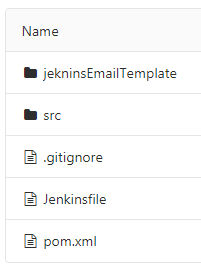 Name
jekninsEmailTemplate
src
.gitignore
Jenkinsfile
pom.xml